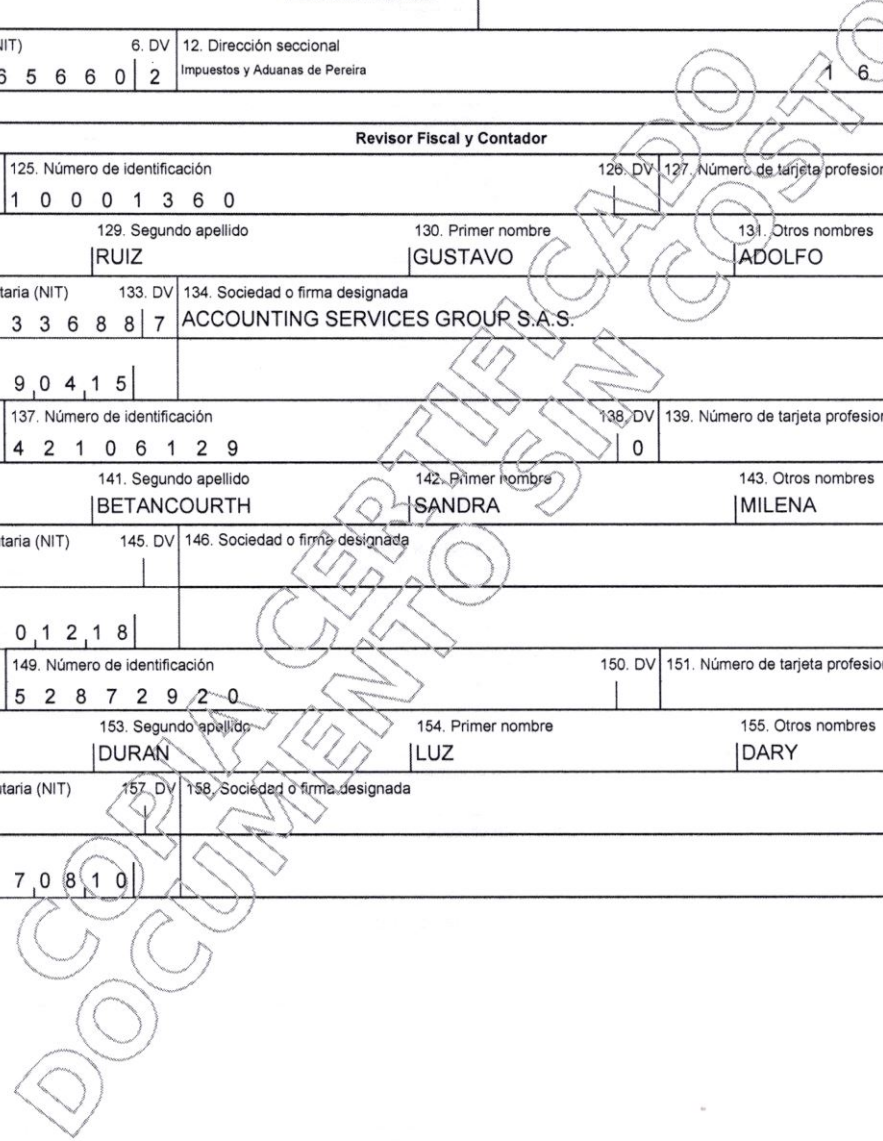 NIT) 6. DV 12. Dirección seccional
6 5 6 6 0 2 Impuestos y Aduanas de Pereira 1 6
Revisor Fiscal y Contador
125. Número de identificación 126. DV 127. Número de tarjeta profesion
1 0 0 0 1 3 6 0
129. Segundo apellido 130. Primer nombre 131. Otros nombres
RUIZ GUSTAVO ADOLFO
taria (NIT) 133. DV 134. Sociedad o firma designada
3 3 6 8 8 7 ACCOUNTING SERVICES GROUP S.A.S.
9 0 4 1 5
137. Número de identificación 138. DV 139. Número de tarjeta profesion
4 2 1 0 6 1 2 9 0
141. Segundo apellido 142. Primer nombre 143. Otros nombres
BETANCOURTH SANDRA MILENA
taria (NIT) 145. DV 146. Sociedad o firma designada
0 1 2 1 8
149. Número de identificación 150. DV 151. Número de tarjeta profesion
5 2 8 7 2 9 2 0
153. Segundo apellido 154. Primer nombre 155. Otros nombres
DURAN LUZ DARY
utaria (NIT) 157. DV 158. Sociedad o firma designada
7 0 8 1 0
COPIA CERTIFICADO
DOCUMENTO SIN COSTO